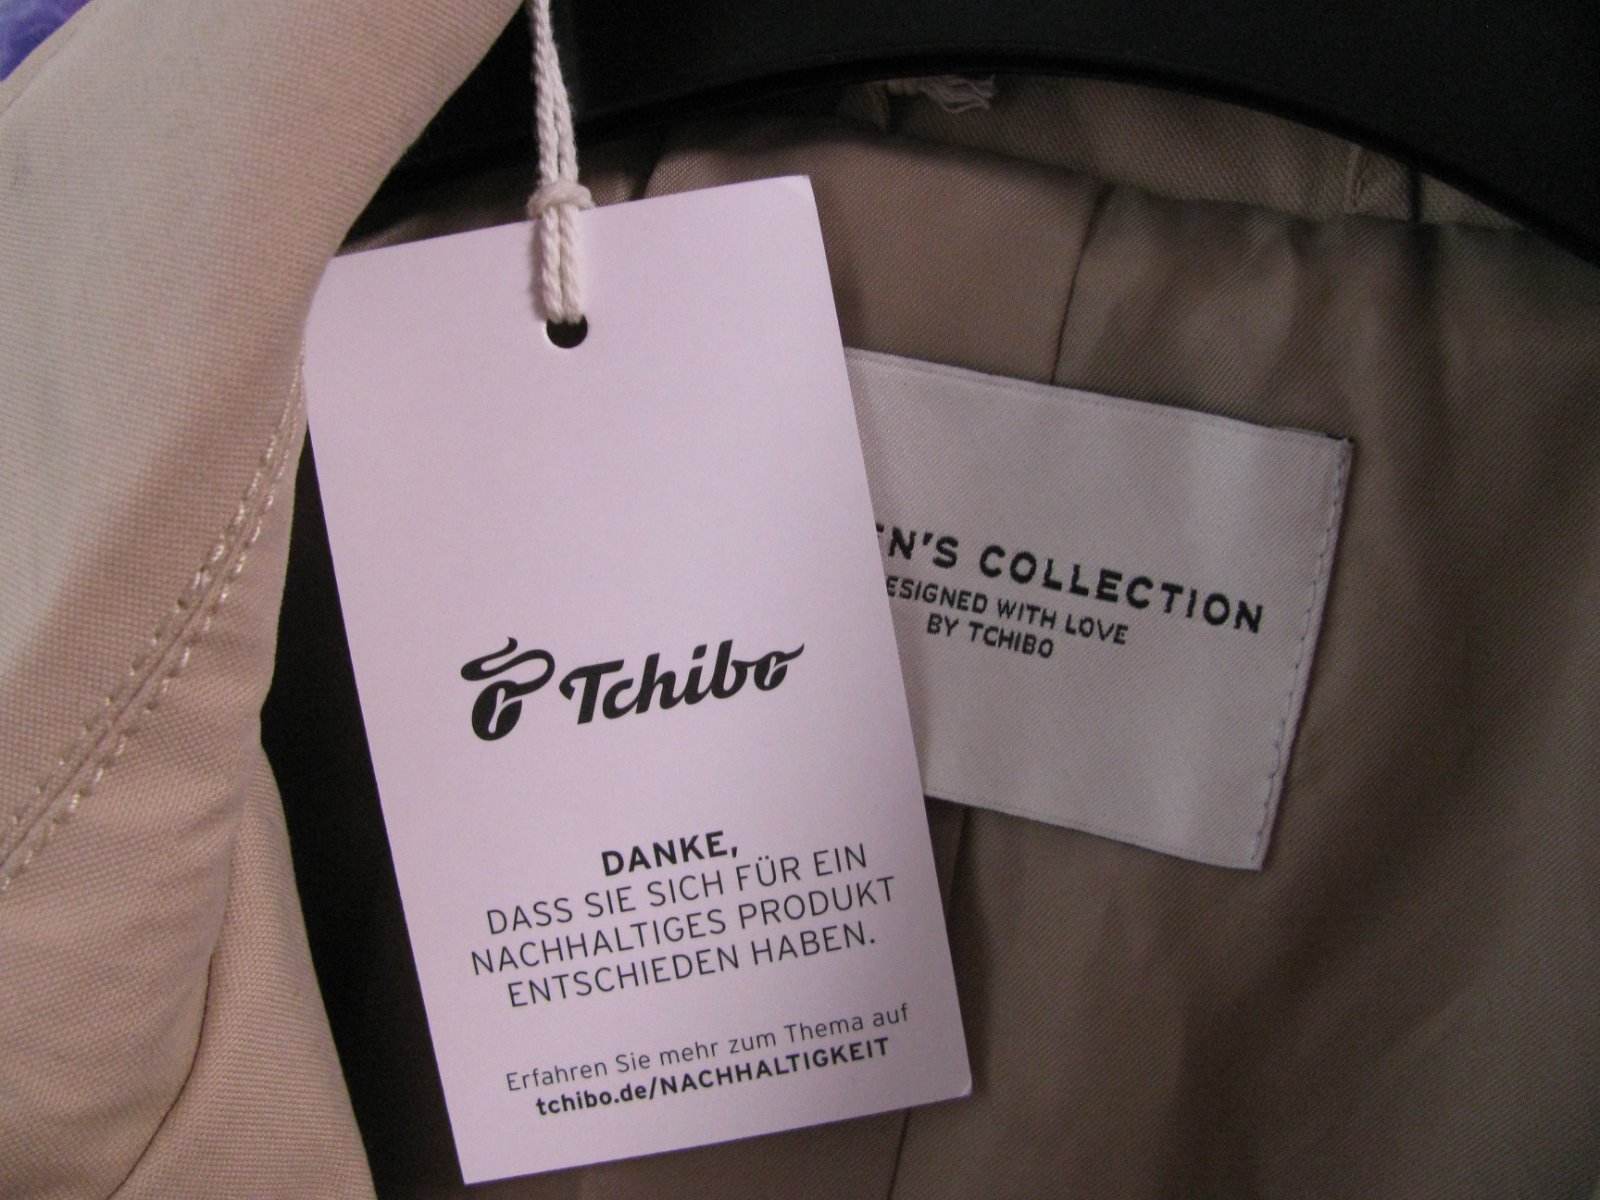 Tchibo
DANKE,
DASS SIE SICH FÜR EIN
NACHHALTIGES PRODUKT
ENTSCHIEDEN HABEN.
Erfahren Sie mehr zum Thema auf
tchibo.de/NACHHALTIGKEIT
EN'S COLLECTION
ESIGNED WITH LOVE
BY TCHIBO